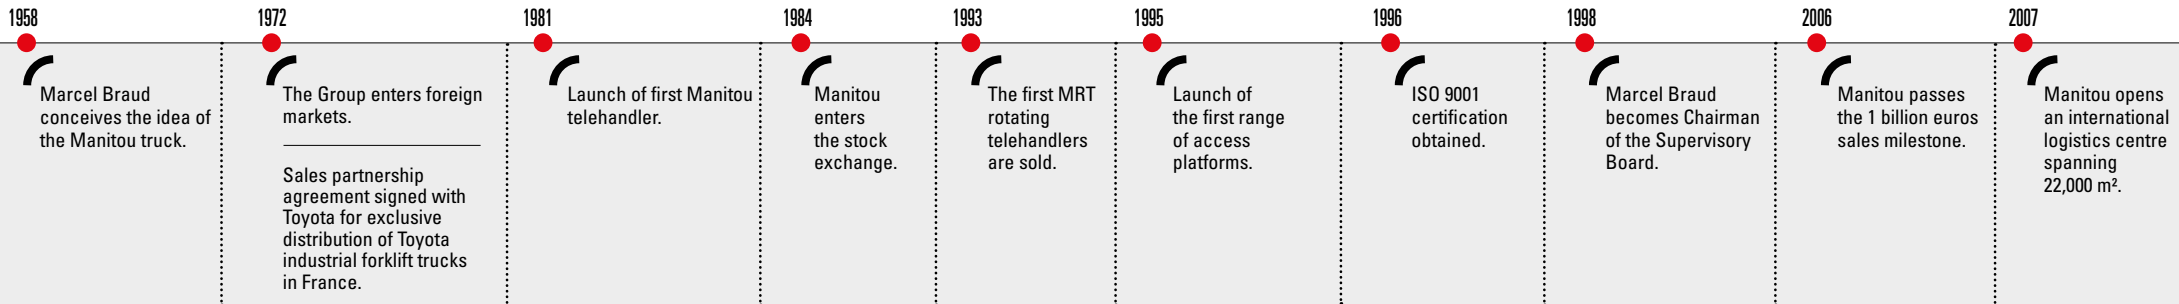 1958
Marcel Braud
conceives the idea of
the Manitou truck.
1972
The Group enters foreign
markets.
Sales partnership
agreement signed with
Toyota for exclusive
distribution of Toyota
industrial forklift trucks
in France.
1981
Launch of first Manitou
telehandler.
1984
Manitou
enters
the stock
exchange.
1993
The first MRT
rotating
telehandlers
are sold.
1995
Launch of
the first range
of access
platforms.
1996
ISO 9001
certification
obtained.
1998
Marcel Braud
becomes Chairman
of the Supervisory
Board.
2006
Manitou passes
the 1 billion euros
sales milestone.
2007
Manitou opens
an international
logistics centre
spanning
22,000 m².